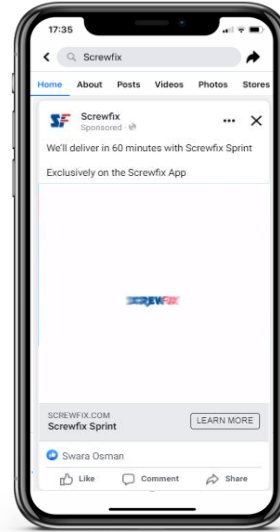 17:35
Screwfix
Home About Posts Videos Photos Stores
SF
Screwfix
Sponsored
We'll deliver in 60 minutes with Screwfix Sprint
Exclusively on the Screwfix App
SCREWFIX
SCREWFIX.COM
Screwfix Sprint
LEARN MORE
Swara Osman
Like Comment Share